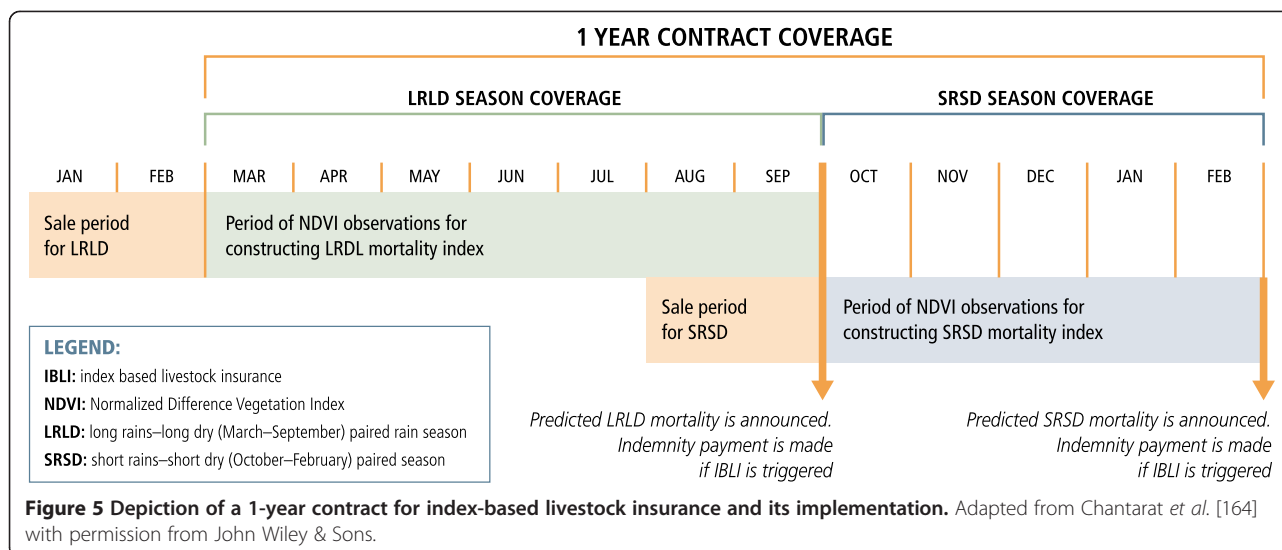 1 YEAR CONTRACT COVERAGE
LRLD SEASON COVERAGE
SRSD SEASON COVERAGE
JAN FEB MAR APR MAY JUN JUL AUG SEP OCT NOV DEC JAN FEB
Sale period
for LRLD
Period of NDVI observations for
constructing LRDL mortality index
Sale period
for SRSD
Period of NDVI observations for
constructing SRSD mortality index
LEGEND:
IBLI: index based livestock insurance
NDVI: Normalized Difference Vegetation Index
LRLD: long rains–long dry (March–September) paired rain season
SRSD: short rains–short dry (October–February) paired season
Predicted LRLD mortality is announced.
Indemnity payment is made
if IBLI is triggered
Predicted SRSD mortality is announced.
Indemnity payment is made
if IBLI is triggered
Figure 5 Depiction of a 1-year contract for index-based livestock insurance and its implementation. Adapted from Chantarat et al. [164]
with permission from John Wiley & Sons.